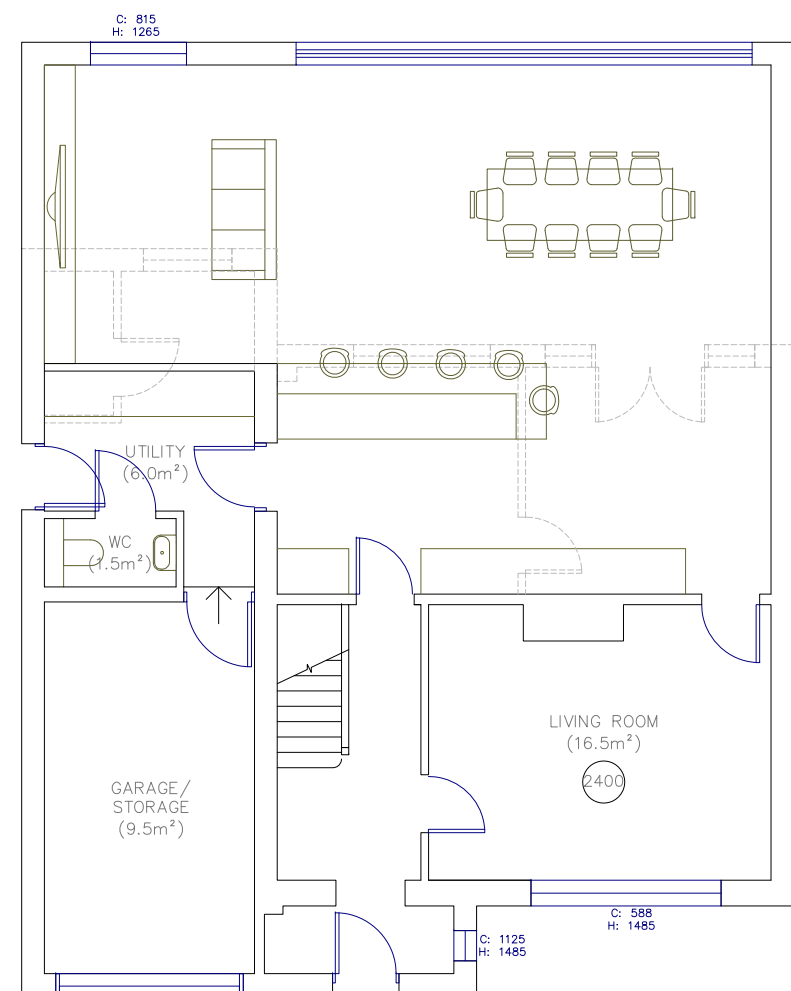 C: 815
H: 1265
UTILITY
(6.0m²)
WC
(1.5m²)
LIVING ROOM
(16.5m²)
2400
GARAGE/
STORAGE
(9.5m²)
C: 588
H: 1485
C: 1125
H: 1485